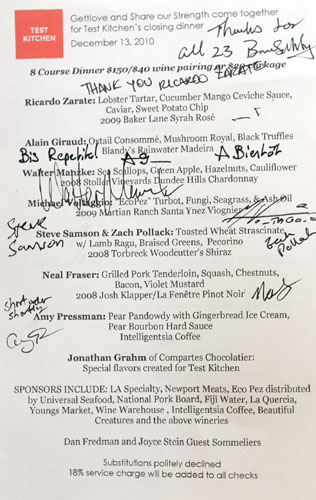 TEST
KITCHEN
Gettlove and Share our Strength come together
for Test Kitchen's closing dinner
December 13, 2010
Thanks for
all 23
8 Course Dinner $150/$40 wine pairing or
THANK YOU RICARDO ZARATE
Ricardo Zarate: Lobster Tartar, Cucumber Mango Ceviche Sauce,
Caviar, Sweet Potato Chip
2009 Baker Lane Syrah Rosé
Alain Giraud: Oxtail Consommé, Mushroom Royal, Black Truffles
Blandy's Rainwater Madeira
Bis Repetita!
A Bientôt
Walter Manzke: Sea Scallops, Green Apple, Hazelnuts, Cauliflower
2008 Stoller Vineyards Dundee Hills Chardonnay
Michael Voltaggio: "EcoPez" Turbot, Fungi, Seagrass, & Ash Oil
2009 Martian Ranch Santa Ynez Viognier
Steve
Samson
Steve Samson & Zach Pollack: Toasted Wheat Strascinate,
w/ Lamb Ragu, Braised Greens, Pecorino
2008 Torbreck Woodcutter's Shiraz
Zach
Pollack
Neal Fraser: Grilled Pork Tenderloin, Squash, Chestnuts,
Bacon, Violet Mustard
2008 Josh Klapper/La Fenêtre Pinot Noir
Amy Pressman: Pear Pandowdy with Gingerbread Ice Cream,
Pear Bourbon Hard Sauce
Intelligentsia Coffee
Jonathan Grahm of Compartes Chocolatier:
Special flavors created for Test Kitchen
SPONSORS INCLUDE: LA Specialty, Newport Meats, Eco Pez distributed
by Universal Seafood, National Pork Board, Fiji Water, La Quercia,
Youngs Market, Wine Warehouse , Intelligentsia Coffee, Beautiful
Creatures and the above wineries
Dan Fredman and Joyce Stein Guest Sommeliers
Substitutions politely declined
18% service charge will be added to all checks